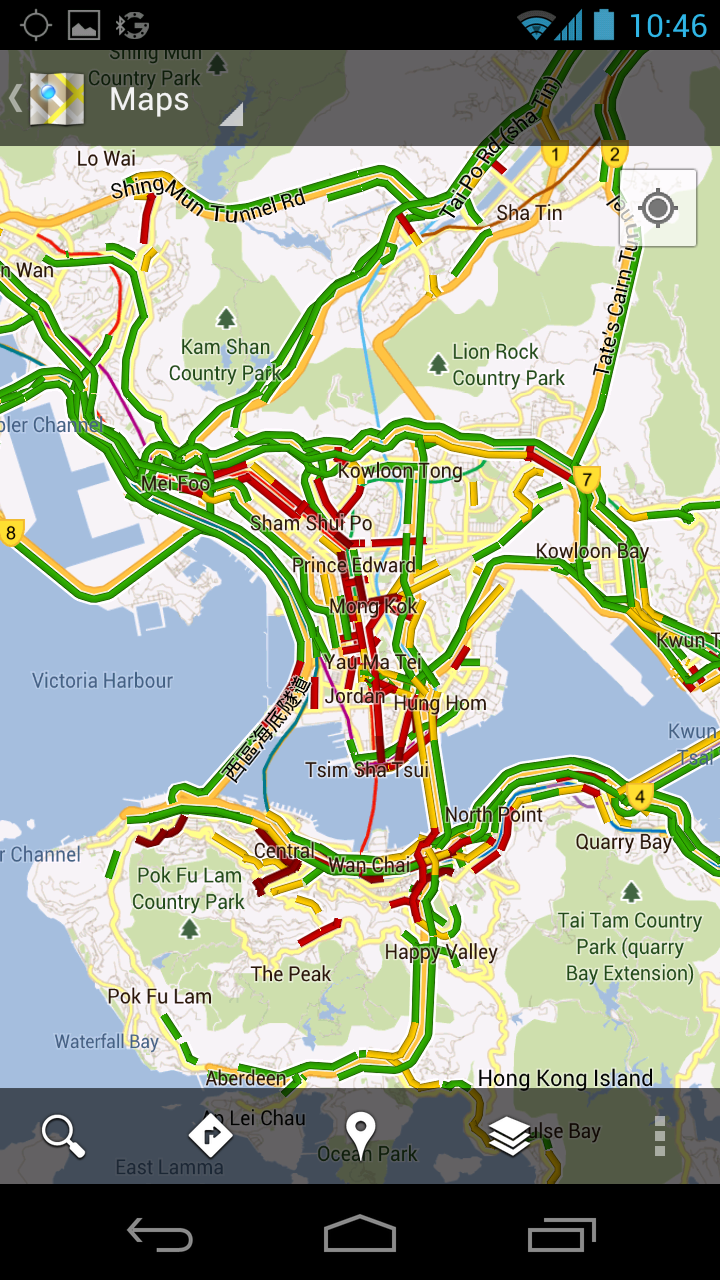 10:46
Shing Mun
Country Park
Maps
Lo Wai
Shing Mun Tunnel Rd
Tai Po Rd (sha Tin)
1
2
Sha Tin
n Wan
Tate's Cairn Tunnel
Kam Shan
Country Park
Lion Rock
Country Park
bler Channel
Kowloon Tong
7
Mei Foo
8
Sham Shui Po
Kowloon Bay
Prince Edward
Mong Kok
Kwun T
Yau Ma Tei
Victoria Harbour
Jordan
Hung Hom
西區海底隧道
Kwun
Tsai
Tsim Sha Tsui
4
North Point
Quarry Bay
r Channel
Central
Wan Chai
Pok Fu Lam
Country Park
Tai Tam Country
Park (quarry
Bay Extension)
Happy Valley
The Peak
Pok Fu Lam
Waterfall Bay
Aberdeen
Hong Kong Island
Ap Lei Chau
ulse Bay
Ocean Park
East Lamma